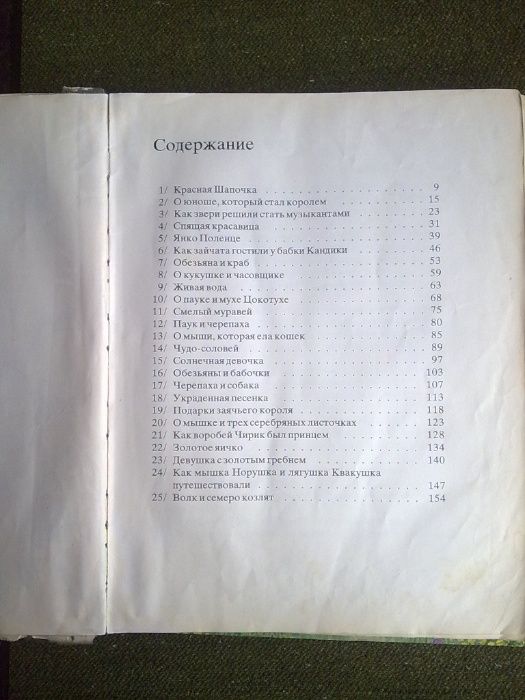 Содержание
1/ Красная Шапочка . . . . . . . . . . . . . . . . . . 9
2/ О юноше, который стал королем . . . . . . . . . . . 15
3/ Как звери решили стать музыкантами . . . . . . . . 23
4/ Спящая красавица . . . . . . . . . . . . . . . . . 31
5/ Янко Поленце . . . . . . . . . . . . . . . . . . . 39
6/ Как зайчата гостили у бабки Кандики . . . . . . . . 46
7/ Обезьяна и краб . . . . . . . . . . . . . . . . . . 53
8/ О кукушке и часовщике . . . . . . . . . . . . . . . 59
9/ Живая вода . . . . . . . . . . . . . . . . . . . . 63
10/ О пауке и мухе Цокотухе . . . . . . . . . . . . . . 68
11/ Смелый муравей . . . . . . . . . . . . . . . . . . 75
12/ Паук и черепаха . . . . . . . . . . . . . . . . . . 80
13/ О мыши, которая ела кошек . . . . . . . . . . . . . 85
14/ Чудо-соловей . . . . . . . . . . . . . . . . . . . 89
15/ Солнечная девочка . . . . . . . . . . . . . . . . . 97
16/ Обезьяны и бабочки . . . . . . . . . . . . . . . . 103
17/ Черепаха и собака . . . . . . . . . . . . . . . . . 107
18/ Украденная песенка . . . . . . . . . . . . . . . . 113
19/ Подарки заячьего короля . . . . . . . . . . . . . . 118
20/ О мышке и трех серебряных листочках . . . . . . . . 123
21/ Как воробей Чирик был принцем . . . . . . . . . . . 128
22/ Золотое яичко . . . . . . . . . . . . . . . . . . . 134
23/ Девушка с золотым гребнем . . . . . . . . . . . . . 140
24/ Как мышка Норушка и лягушка Квакушка
путешествовали . . . . . . . . . . . . . . . . . . 147
25/ Волк и семеро козлят . . . . . . . . . . . . . . . 154